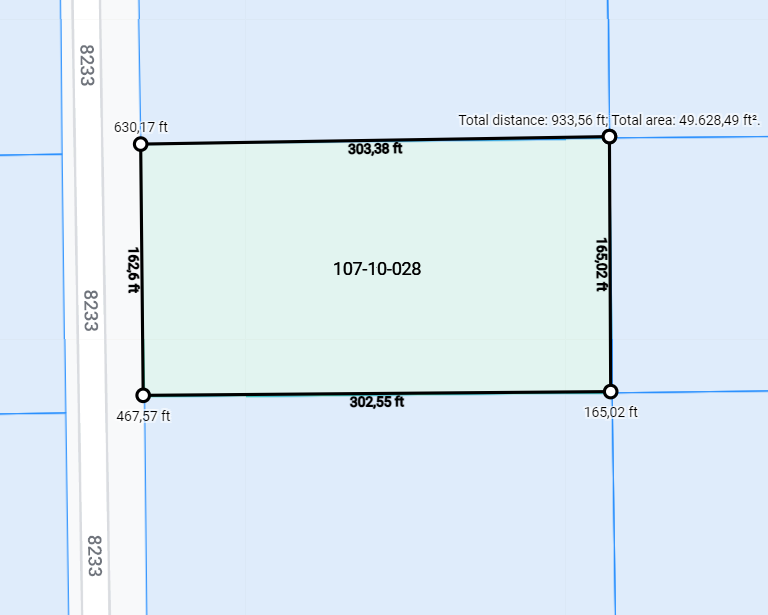 8233
Total distance: 933,56 ft; Total area: 49.628,49 ft².
630,17 ft
303,38 ft
162,6 ft
165,02 ft
107-10-028
8233
302,55 ft
467,57 ft
165,02 ft
8233